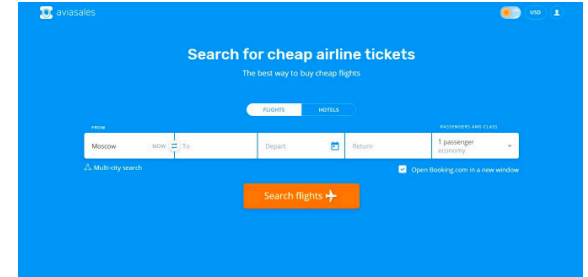 aviasales
USD
Search for cheap airline tickets
The best way to buy cheap flights
FLIGHTS HOTELS
FROM PASSENGERS AND CLASS
Moscow MOW To Depart Return 1 passenger
economy
Multi-city search Open Booking.com in a new window
Search flights